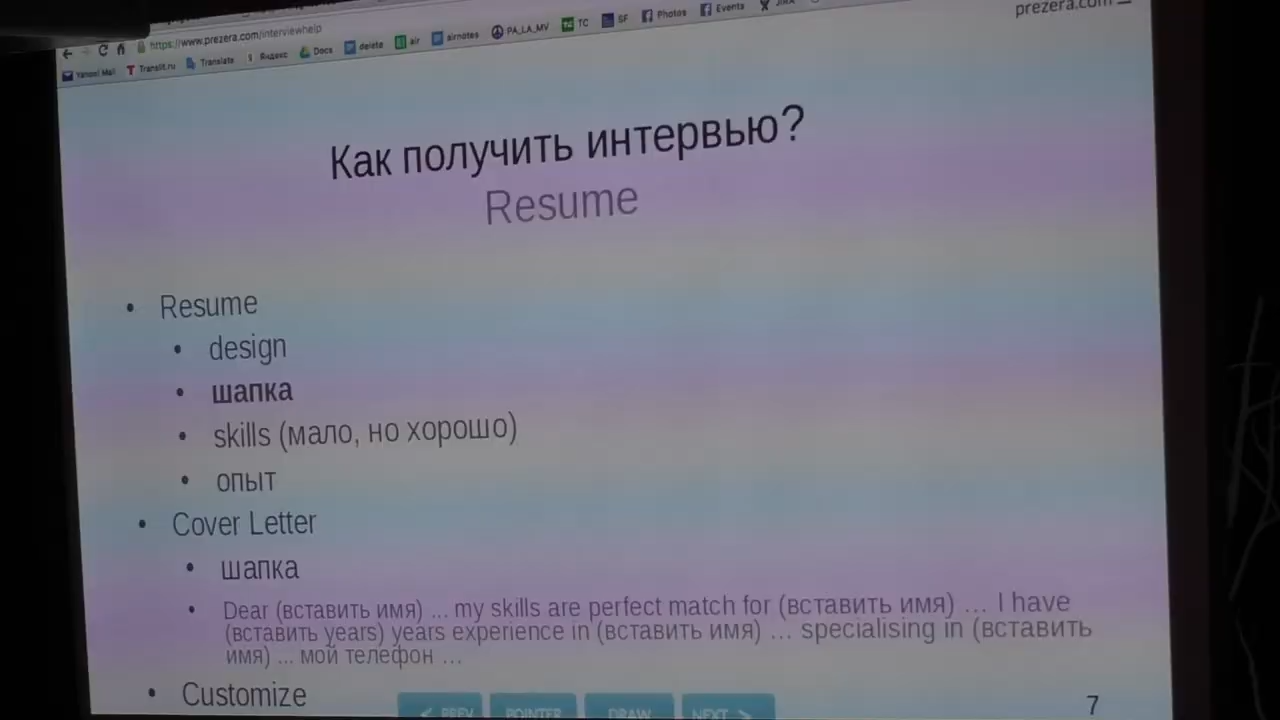 prezera.com
https://www.prezera.com/interviewhelp
Yahoo! Mail Translit.ru Translate Яндекс Docs delete air airnotes PA_LA_MV TC SF Photos Events
Как получить интервью?
Resume
• Resume
• design
• шапка
• skills (мало, но хорошо)
• опыт
• Cover Letter
• шапка
• Dear (вставить имя) ... my skills are perfect match for (вставить имя) ... I have
(вставить years) years experience in (вставить имя) ... specialising in (вставить
имя) ... мой телефон ...
• Customize
< PREV POINTER DRAW NEXT >
7